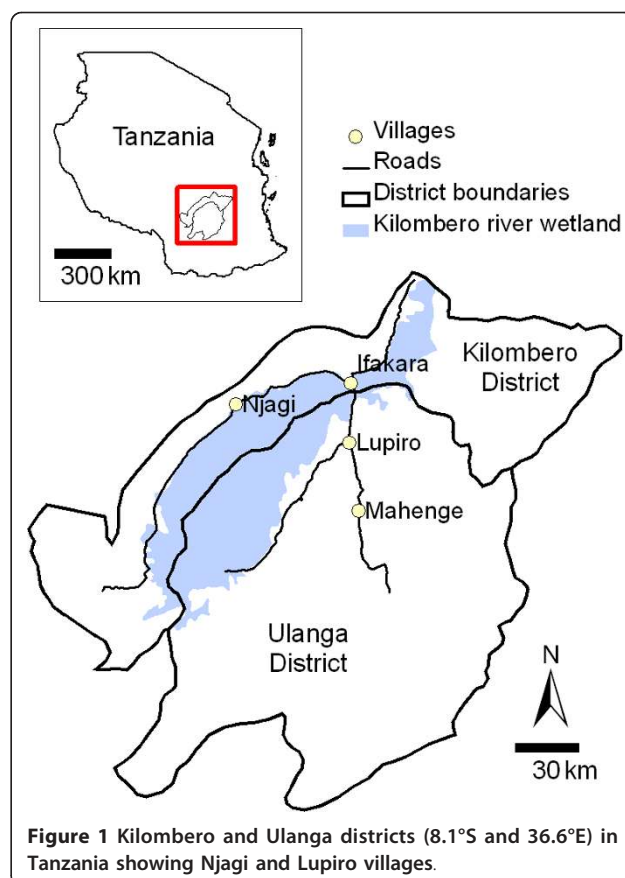 Tanzania
300 km
Villages
Roads
District boundaries
Kilombero river wetland
Ifakara
Kilombero
District
Njagi
Lupiro
Mahenge
Ulanga
District
N
30 km
Figure 1 Kilombero and Ulanga districts (8.1°S and 36.6°E) in
Tanzania showing Njagi and Lupiro villages.